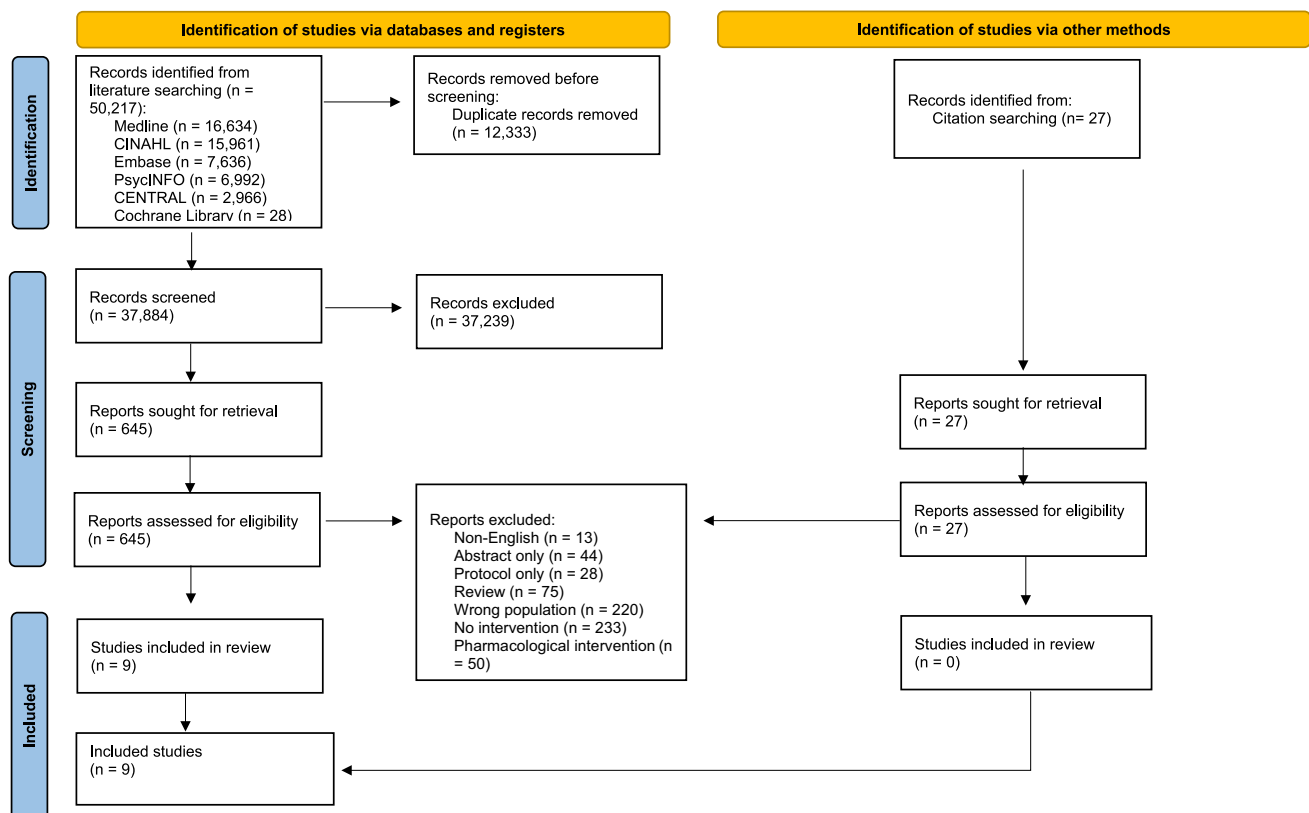 Identification of studies via databases and registers
Identification of studies via other methods
Identification
Records identified from
literature searching (n =
50,217):
Medline (n = 16,634)
CINAHL (n = 15,961)
Embase (n = 7,636)
PsycINFO (n = 6,992)
CENTRAL (n = 2,966)
Cochrane Library (n = 28)
Records removed before
screening:
Duplicate records removed
(n = 12,333)
Records identified from:
Citation searching (n= 27)
Screening
Records screened
(n = 37,884)
Records excluded
(n = 37,239)
Reports sought for retrieval
(n = 645)
Reports sought for retrieval
(n = 27)
Reports assessed for eligibility
(n = 645)
Reports excluded:
Non-English (n = 13)
Abstract only (n = 44)
Protocol only (n = 28)
Review (n = 75)
Wrong population (n = 220)
No intervention (n = 233)
Pharmacological intervention (n
= 50)
Reports assessed for eligibility
(n = 27)
Included
Studies included in review
(n = 9)
Studies included in review
(n = 0)
Included studies
(n = 9)